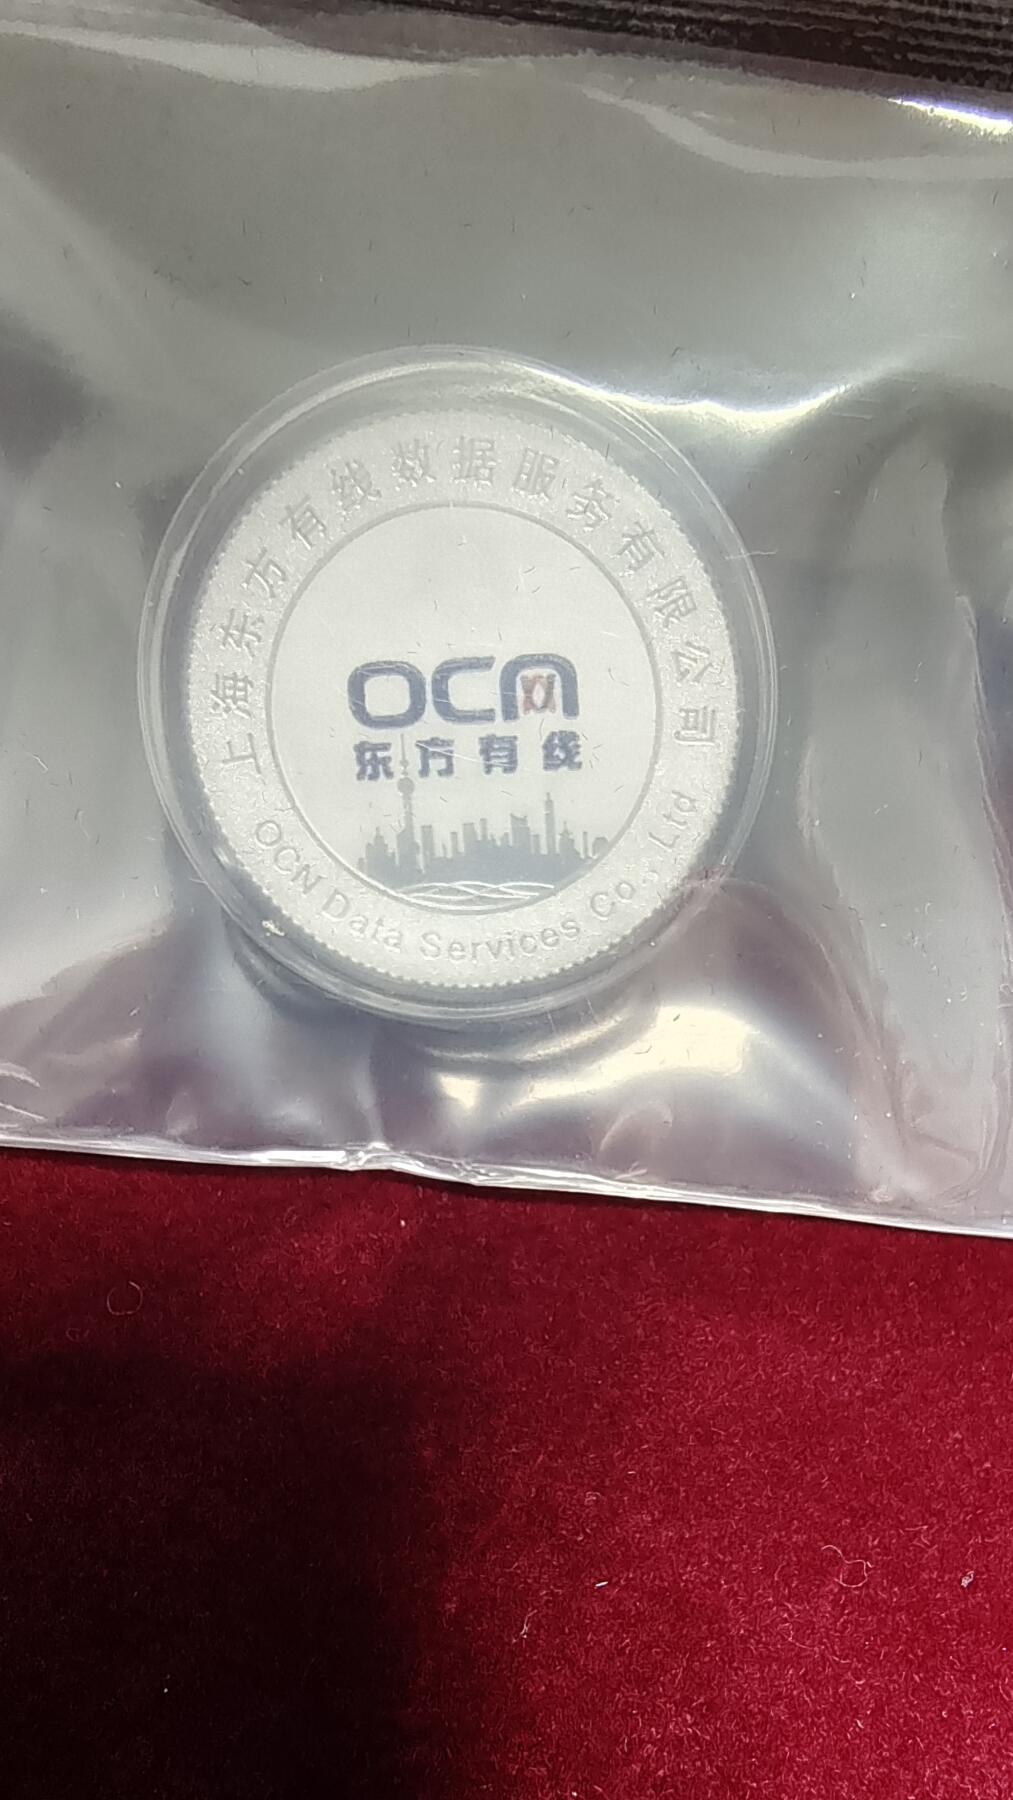 上海东方有线数据服务有限公司
OCN
东方有线
OCN Data Services Co., Ltd